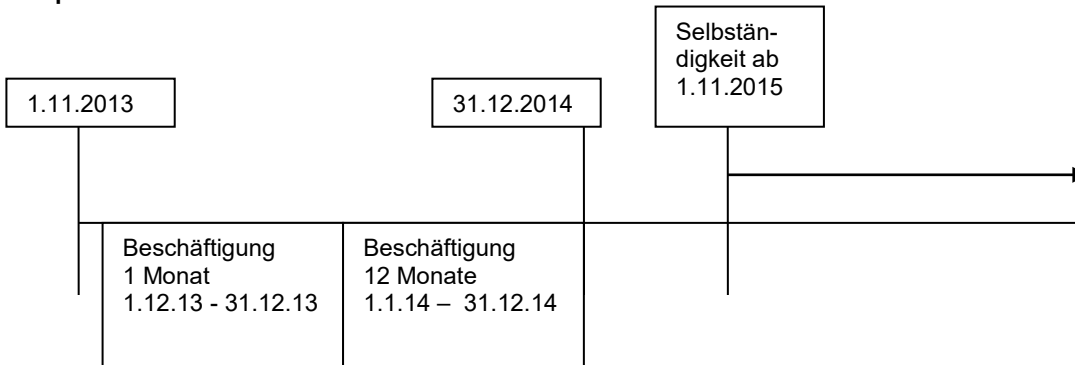 Selbstän-
digkeit ab
1.11.2015
1.11.2013
31.12.2014
Beschäftigung
1 Monat
1.12.13 - 31.12.13
Beschäftigung
12 Monate
1.1.14 – 31.12.14